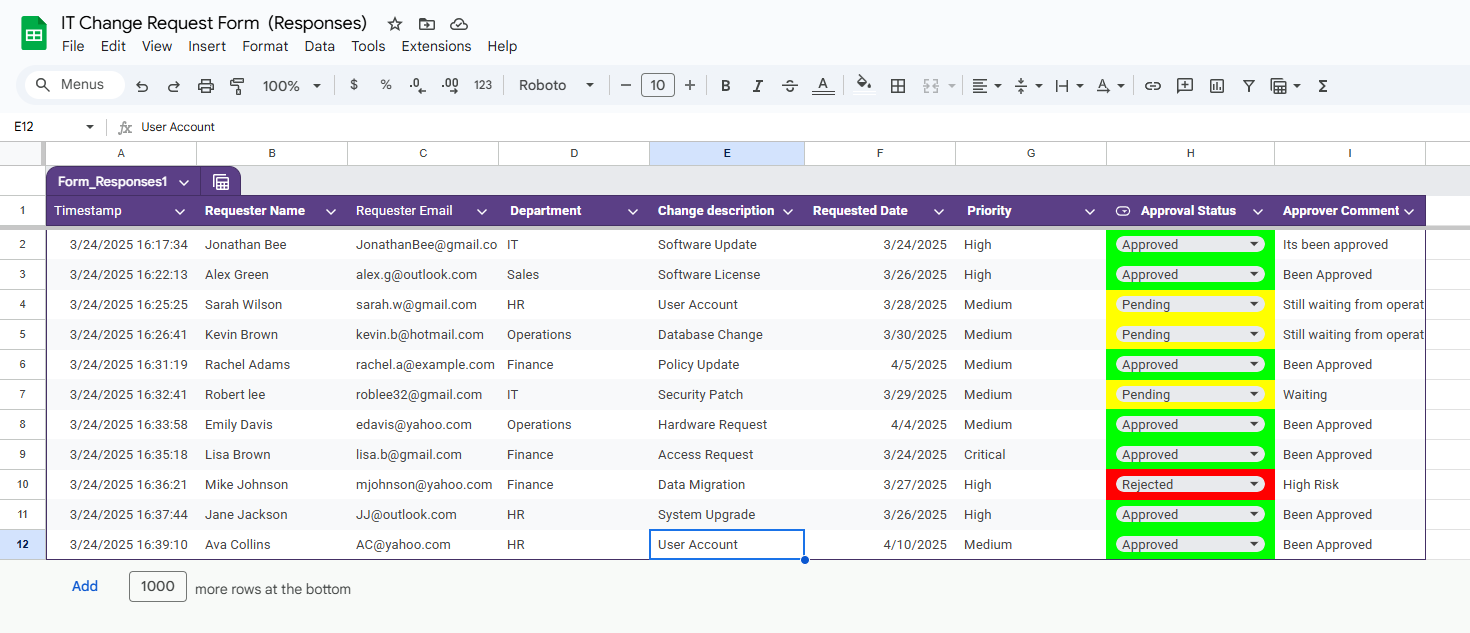 IT Change Request Form (Responses)
File Edit View Insert Format Data Tools Extensions Help
Menus 100% $ % .0 .00 123 Roboto 10 B I A
E12 fx User Account
A B C D E F G H I
Form_Responses1
1 Timestamp Requester Name Requester Email Department Change description Requested Date Priority Approval Status Approver Comment
2 3/24/2025 16:17:34 Jonathan Bee JonathanBee@gmail.co IT Software Update 3/24/2025 High Approved Its been approved
3 3/24/2025 16:22:13 Alex Green alex.g@outlook.com Sales Software License 3/26/2025 High Approved Been Approved
4 3/24/2025 16:25:25 Sarah Wilson sarah.w@gmail.com HR User Account 3/28/2025 Medium Pending Still waiting from operat
5 3/24/2025 16:26:41 Kevin Brown kevin.b@hotmail.com Operations Database Change 3/30/2025 Medium Pending Still waiting from operat
6 3/24/2025 16:31:19 Rachel Adams rachel.a@example.com Finance Policy Update 4/5/2025 Medium Approved Been Approved
7 3/24/2025 16:32:41 Robert lee roblee32@gmail.com IT Security Patch 3/29/2025 Medium Pending Waiting
8 3/24/2025 16:33:58 Emily Davis edavis@yahoo.com Operations Hardware Request 4/4/2025 Medium Approved Been Approved
9 3/24/2025 16:35:18 Lisa Brown lisa.b@gmail.com Finance Access Request 3/24/2025 Critical Approved Been Approved
10 3/24/2025 16:36:21 Mike Johnson mjohnson@yahoo.com Finance Data Migration 3/27/2025 High Rejected High Risk
11 3/24/2025 16:37:44 Jane Jackson JJ@outlook.com HR System Upgrade 3/26/2025 High Approved Been Approved
12 3/24/2025 16:39:10 Ava Collins AC@yahoo.com HR User Account 4/10/2025 Medium Approved Been Approved
Add 1000 more rows at the bottom